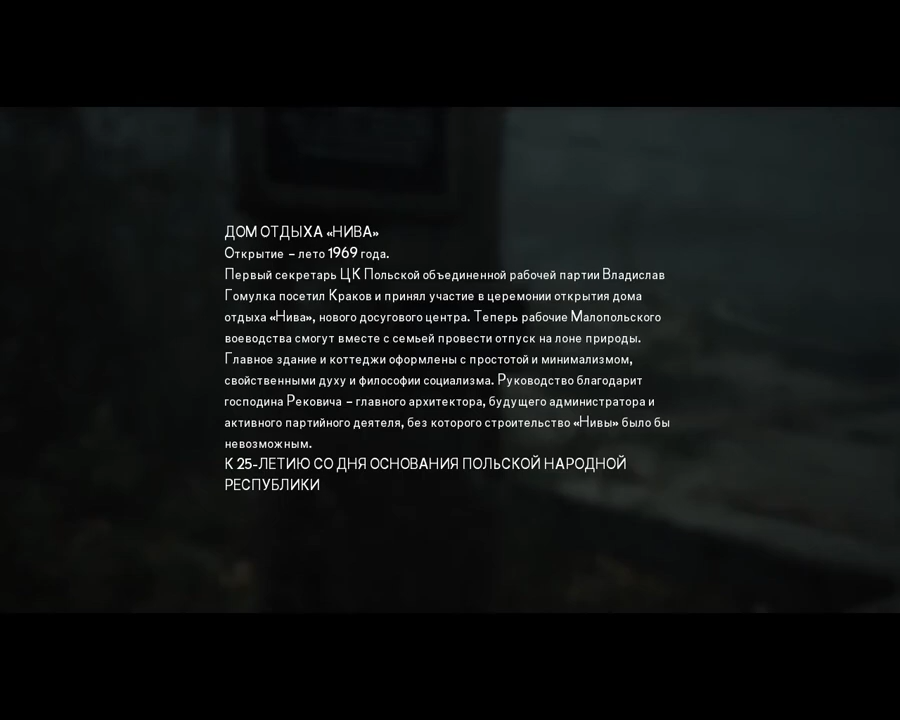 ДОМ ОТДЫХА «НИВА»
Открытие – лето 1969 года.
Первый секретарь ЦК Польской объединенной рабочей партии Владислав
Гомулка посетил Краков и принял участие в церемонии открытия дома
отдыха «Нива», нового досугового центра. Теперь рабочие Малопольского
воеводства смогут вместе с семьей провести отпуск на лоне природы.
Главное здание и коттеджи оформлены с простотой и минимализмом,
свойственными духу и философии социализма. Руководство благодарит
господина Рековича – главного архитектора, будущего администратора и
активного партийного деятеля, без которого строительство «Нивы» было бы
невозможным.
К 25-ЛЕТИЮ СО ДНЯ ОСНОВАНИЯ ПОЛЬСКОЙ НАРОДНОЙ
РЕСПУБЛИКИ